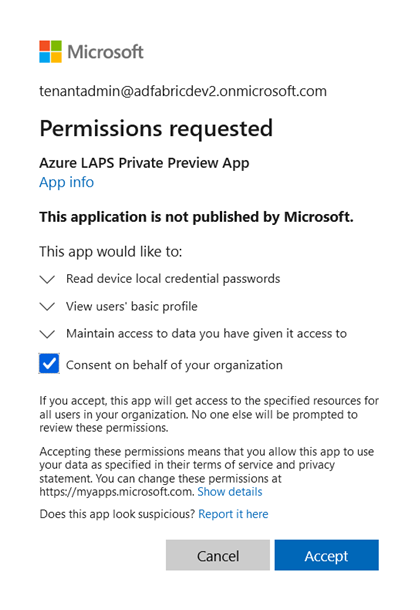 Microsoft
tenantadmin@adfabricdev2.onmicrosoft.com
Permissions requested
Azure LAPS Private Preview App
App info
This application is not published by Microsoft.
This app would like to:
Read device local credential passwords
View users' basic profile
Maintain access to data you have given it access to
Consent on behalf of your organization
If you accept, this app will get access to the specified resources for
all users in your organization. No one else will be prompted to
review these permissions.
Accepting these permissions means that you allow this app to use
your data as specified in their terms of service and privacy
statement. You can change these permissions at
https://myapps.microsoft.com. Show details
Does this app look suspicious? Report it here
Cancel
Accept